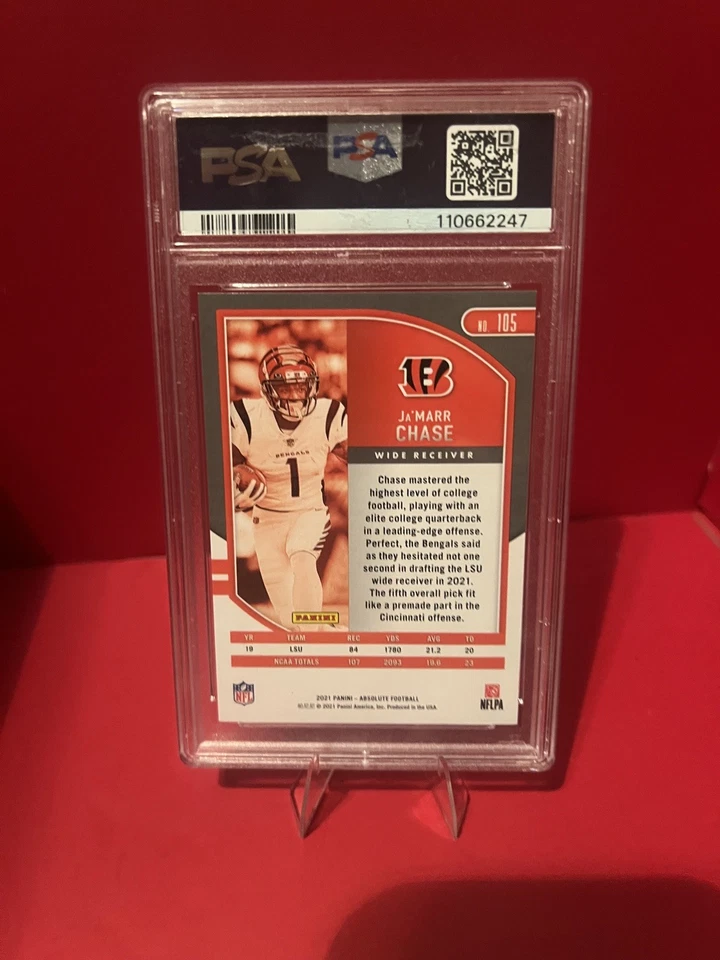 PSA
PSA
110662247
NO. 105
B
JA'MARR
CHASE
WIDE RECEIVER
BENGALS
1
Chase mastered the
highest level of college
football, playing with an
elite college quarterback
in a leading-edge offense.
Perfect, the Bengals said
as they hesitated not one
second in drafting the LSU
wide receiver in 2021.
The fifth overall pick fit
like a premade part in the
Cincinnati offense.
PANINI
YR TEAM REC YDS AVG TD
19 LSU 84 1780 21.2 20
NCAA TOTALS 107 2093 19.6 23
NFL
2021 PANINI – ABSOLUTE FOOTBALL
© 2021 Panini America, Inc. Produced in the USA.
NFLPA